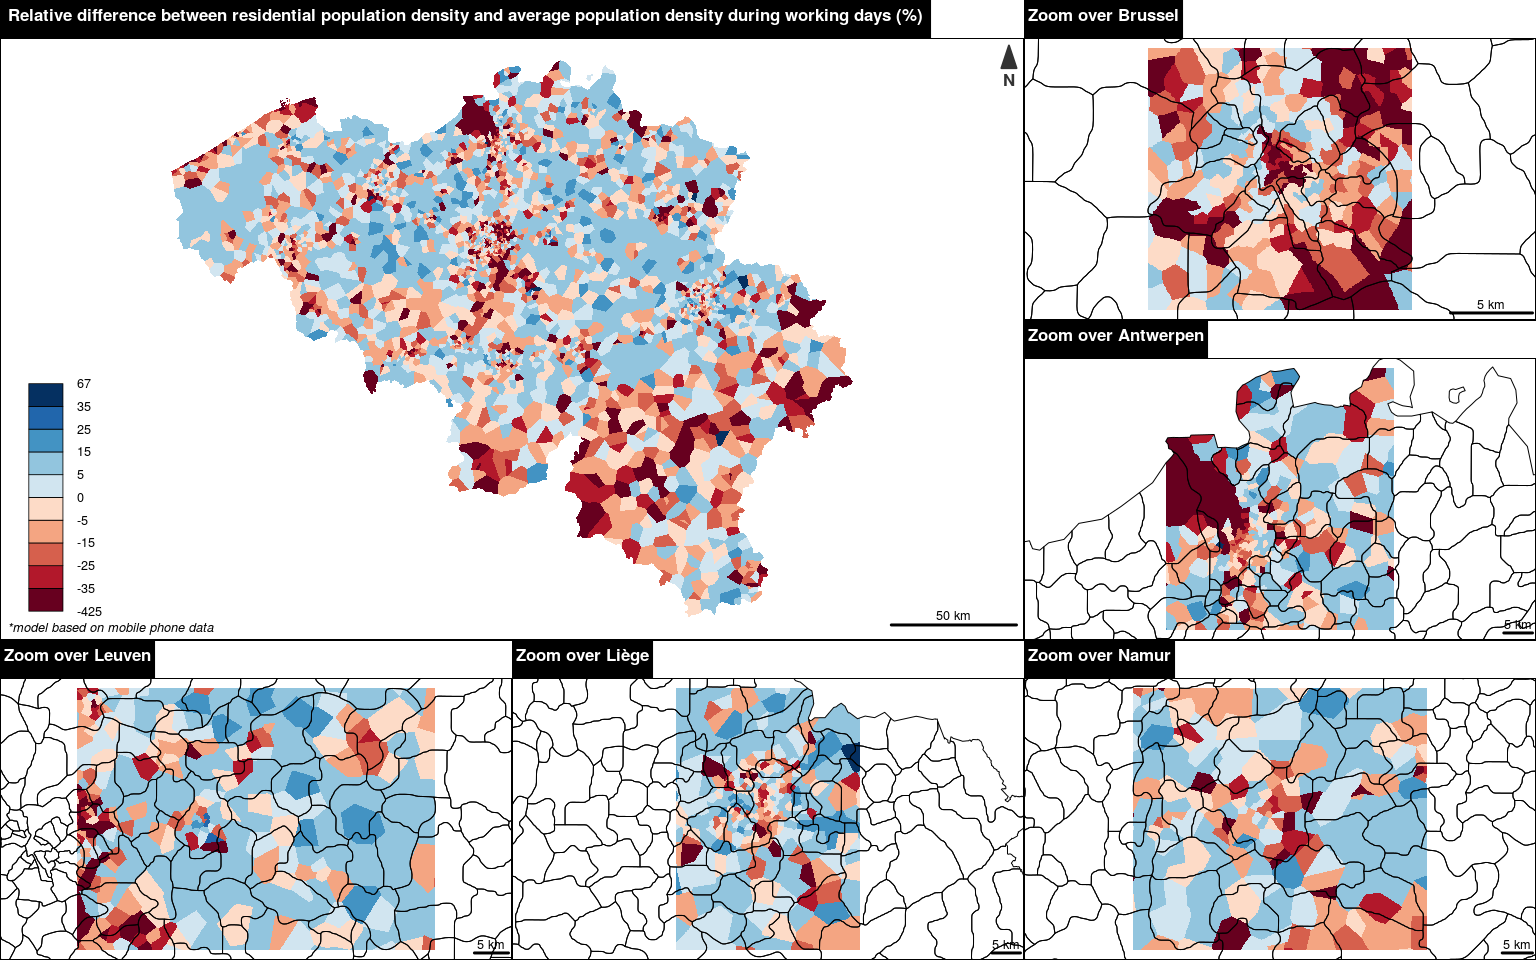 Relative difference between residential population density and average population density during working days (%)
N
67
35
25
15
5
0
-5
-15
-25
-35
-425
*model based on mobile phone data
50 km
Zoom over Brussel
5 km
Zoom over Antwerpen
5 km
Zoom over Leuven
5 km
Zoom over Liège
5 km
Zoom over Namur
5 km